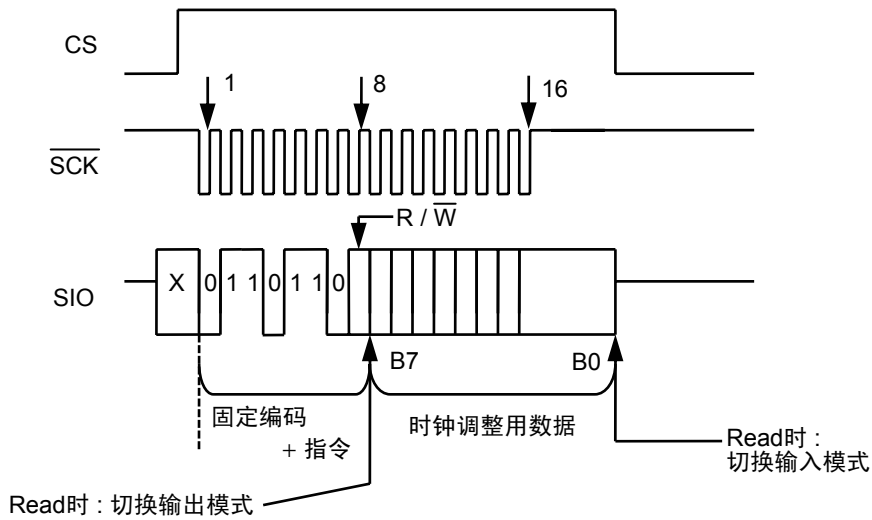 CS
1
8
16
SCK
R / W
SIO
X
0 1 1 0 1 1 0
B7
B0
固定编码
+ 指令
时钟调整用数据
Read时 :
切换输入模式
Read时 : 切换输出模式